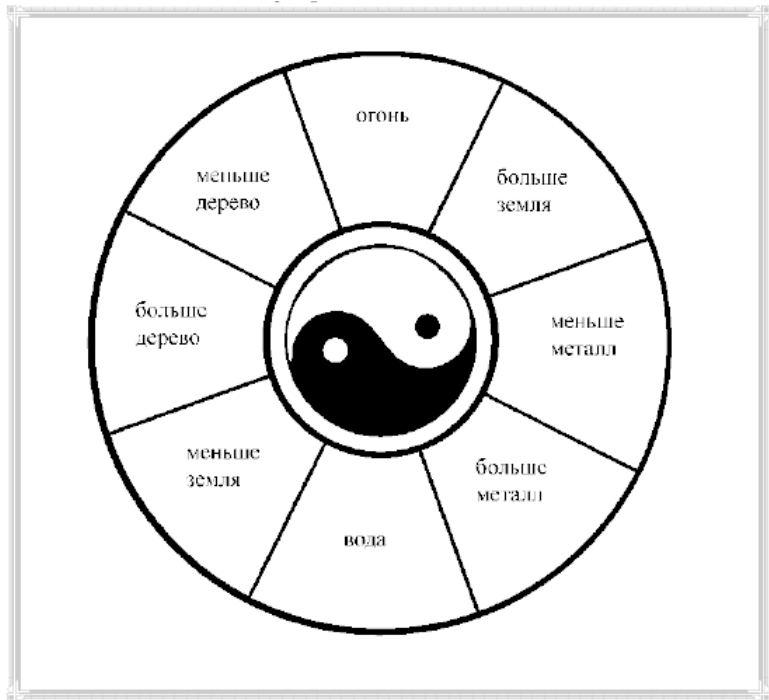 огонь
больше
земля
меньше
металл
больше
металл
вода
меньше
земля
больше
дерево
меньше
дерево